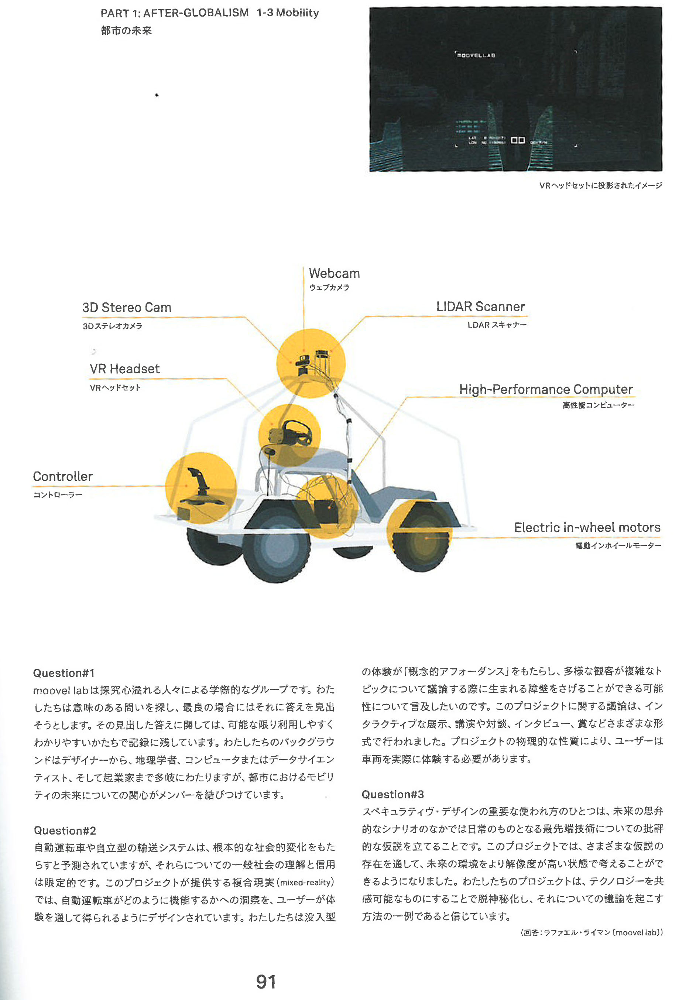 PART 1: AFTER-GLOBALISM 1-3 Mobility
都市の未来
MOOVELLAB
VRヘッドセットに投影されたイメージ
Webcam
ウェブカメラ
3D Stereo Cam
3Dステレオカメラ
LIDAR Scanner
LDAR スキャナー
VR Headset
VRヘッドセット
High-Performance Computer
高性能コンピューター
Controller
コントローラー
Electric in-wheel motors
電動インホイールモーター
Question#1
moovel labは探究心溢れる人々による学際的なグループです。わた
したちは意味のある問いを探し、最良の場合にはそれに答えを見出
そうとします。その見出した答えに関しては、可能な限り利用しやすく
わかりやすいかたちで記録に残しています。わたしたちのバックグラウ
ンドはデザイナーから、地理学者、コンピュータまたはデータサイエン
ティスト、そして起業家まで多岐にわたりますが、都市におけるモビリ
ティの未来についての関心がメンバーを結びつけています。
Question#2
自動運転車や自立型の輸送システムは、根本的な社会的変化をもた
らすと予測されていますが、それらについての一般社会の理解と信用
は限定的です。このプロジェクトが提供する複合現実(mixed-reality)
では、自動運転車がどのように機能するかへの洞察を、ユーザーが体
験を通して得られるようにデザインされています。わたしたちは没入型
の体験が「概念的アフォーダンス」をもたらし、多様な観客が複雑なト
ピックについて議論する際に生まれる障壁をさげることができる可能
性について言及したいのです。このプロジェクトに関する議論は、イン
タラクティブな展示、講演や対談、インタビュー、賞などさまざまな形
式で行われました。プロジェクトの物理的な性質により、ユーザーは
車両を実際に体験する必要があります。
Question#3
スペキュラティヴ・デザインの重要な使われ方のひとつは、未来の思弁
的なシナリオのなかでは日常のものとなる最先端技術についての批評
的な仮説を立てることです。このプロジェクトでは、さまざまな仮説の
存在を通して、未来の環境をより解像度が高い状態で考えることがで
きるようになりました。わたしたちのプロジェクトは、テクノロジーを共
感可能なものにすることで脱神秘化し、それについての議論を起こす
方法の一例であると信じています。
(回答:ラファエル・ライマン〔moovel lab〕)
91